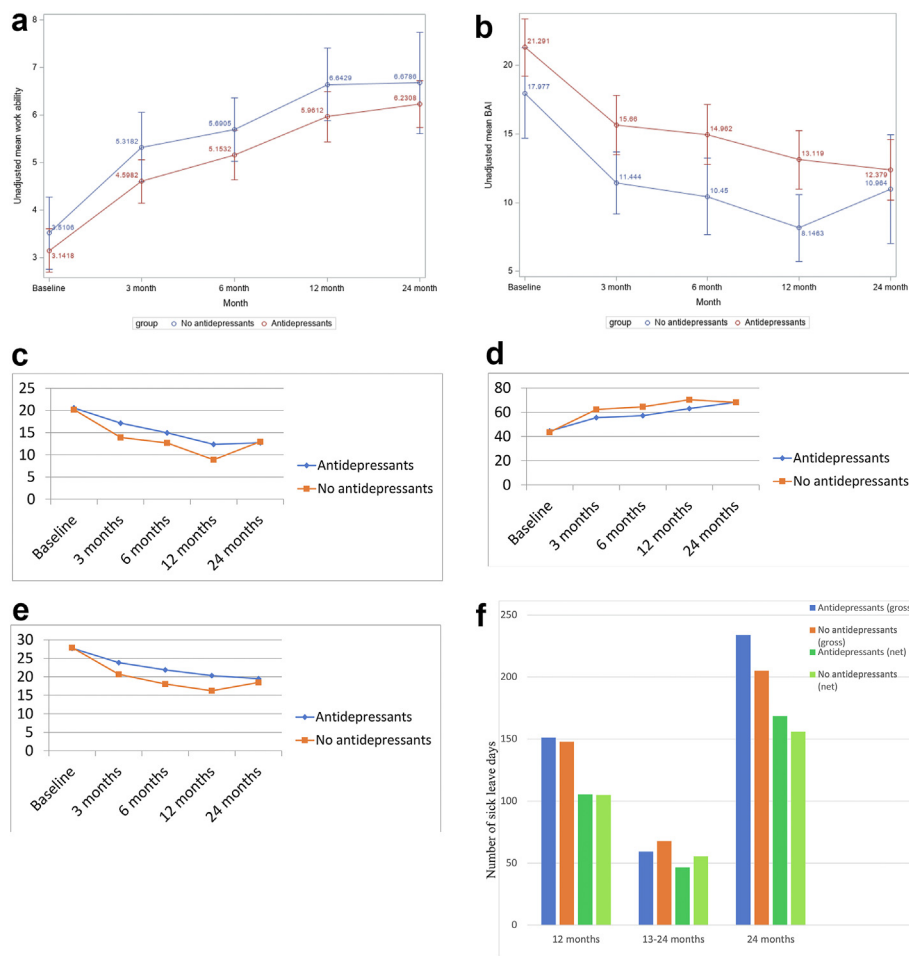 a
8
7
6
5
4
3
Unadjusted mean work ability
3.5106
5.3182
5.6905
6.6429
6.6786
3.1418
4.5982
5.1532
5.9612
6.2308
Baseline 3 month 6 month 12 month 24 month
Month
group No antidepressants Antidepressants
b
20
15
10
5
Unadjusted mean BAI
21.291
17.977
15.66
14.962
13.119
12.379
11.444
10.45
8.1463
10.964
Baseline 3 month 6 month 12 month 24 month
Month
group No antidepressants Antidepressants
c
25
20
15
10
5
0
Baseline
3 months
6 months
12 months
24 months
Antidepressants
No antidepressants
d
80
60
40
20
0
Baseline
3 months
6 months
12 months
24 months
Antidepressants
No antidepressants
e
30
25
20
15
10
5
0
Baseline
3 months
6 months
12 months
24 months
Antidepressants
No antidepressants
f
250
200
150
100
50
0
Number of sick leave days
12 months 13-24 months 24 months
Antidepressants (gross
No antidepressants
(gross)
Antidepressants (net)
No antidepressants
(net)